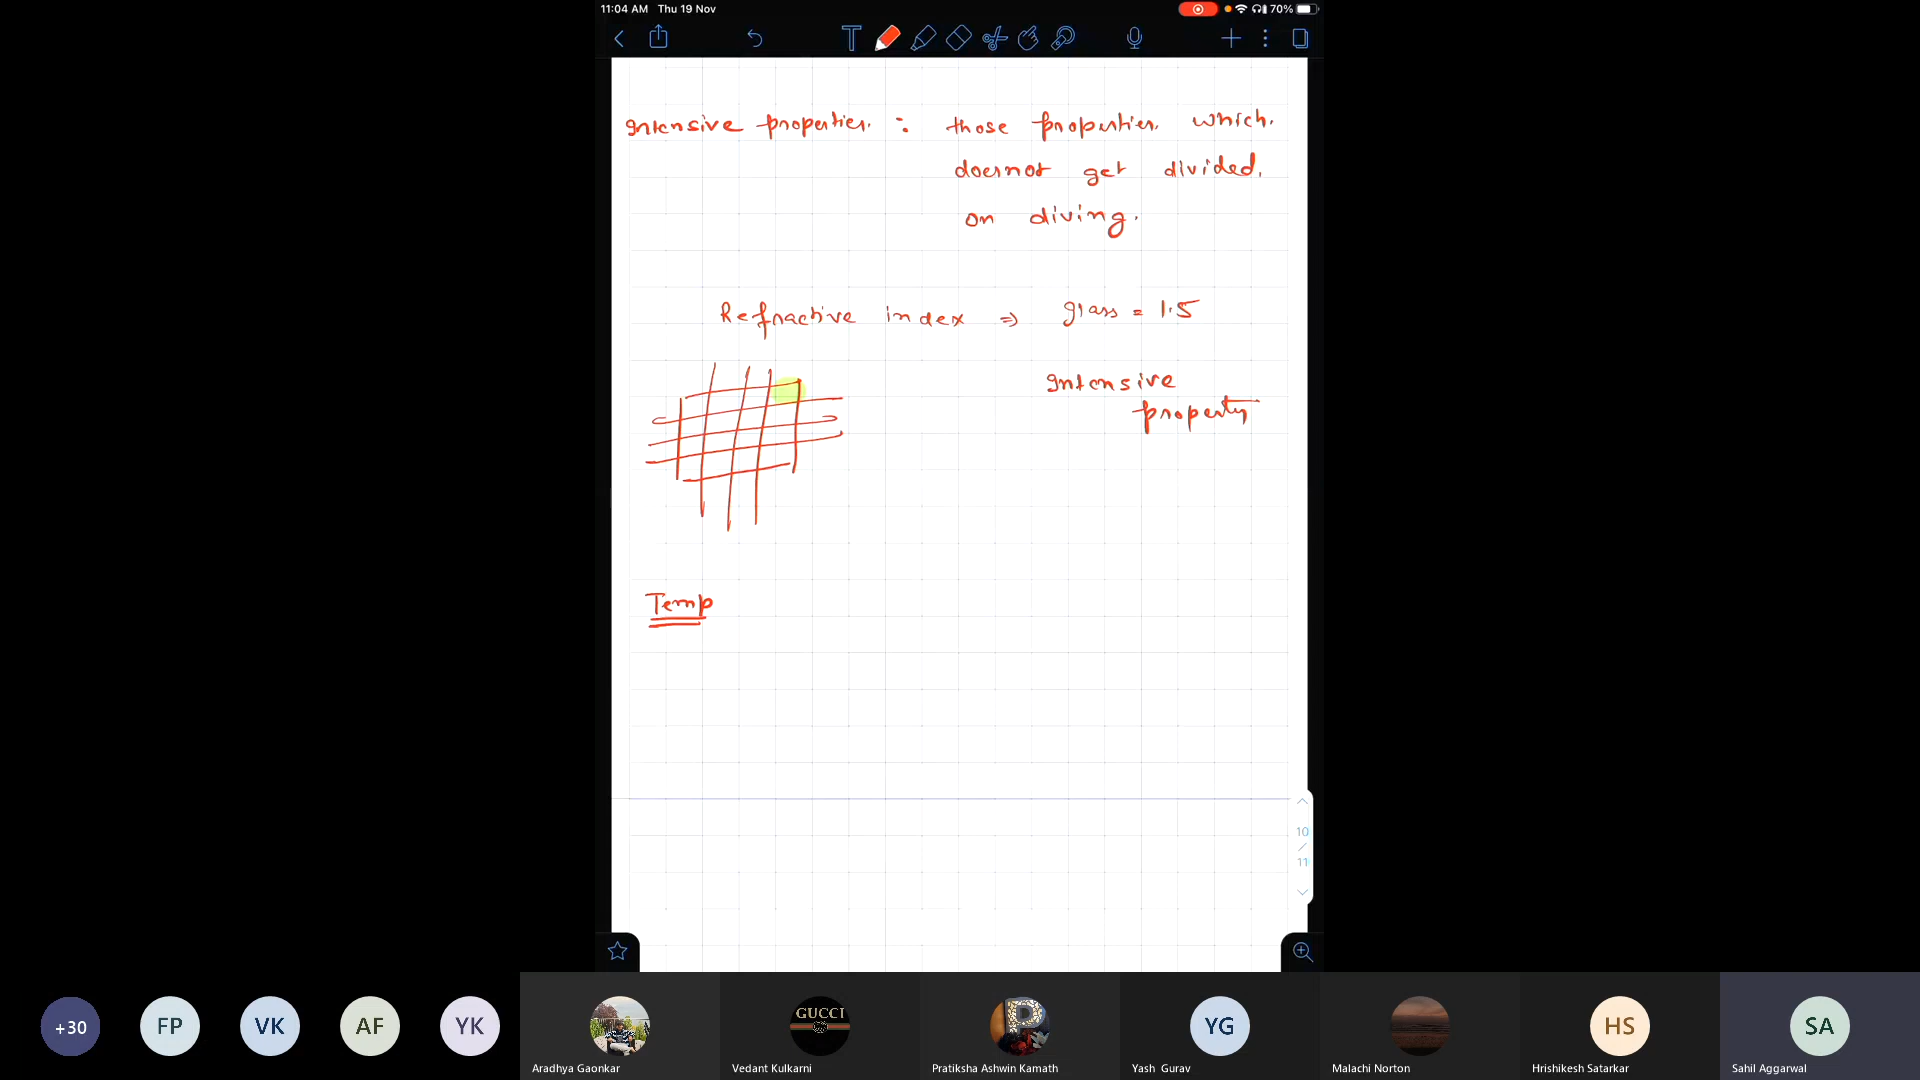 11:04 AM Thu 19 Nov
70%
Intensive properties : those properties which
doesnot get divided
on diving.
Refractive index ⇒ glass = 1.5
Intensive
property
Temp
10
/
11
+30
FP
VK
AF
YK
GUCCI
P
YG
HS
SA
Aradhya Gaonkar
Vedant Kulkarni
Pratiksha Ashwin Kamath
Yash Gurav
Malachi Norton
Hrishikesh Satarkar
Sahil Aggarwal